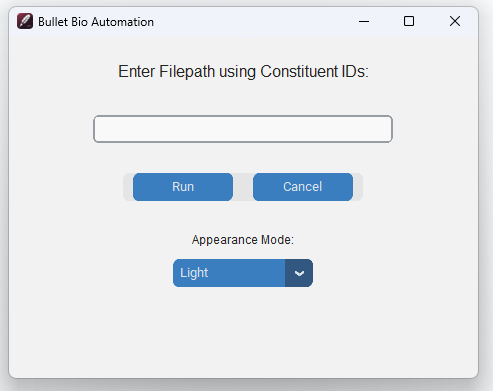 Bullet Bio Automation
Enter Filepath using Constituent IDs:
Run Cancel
Appearance Mode:
Light